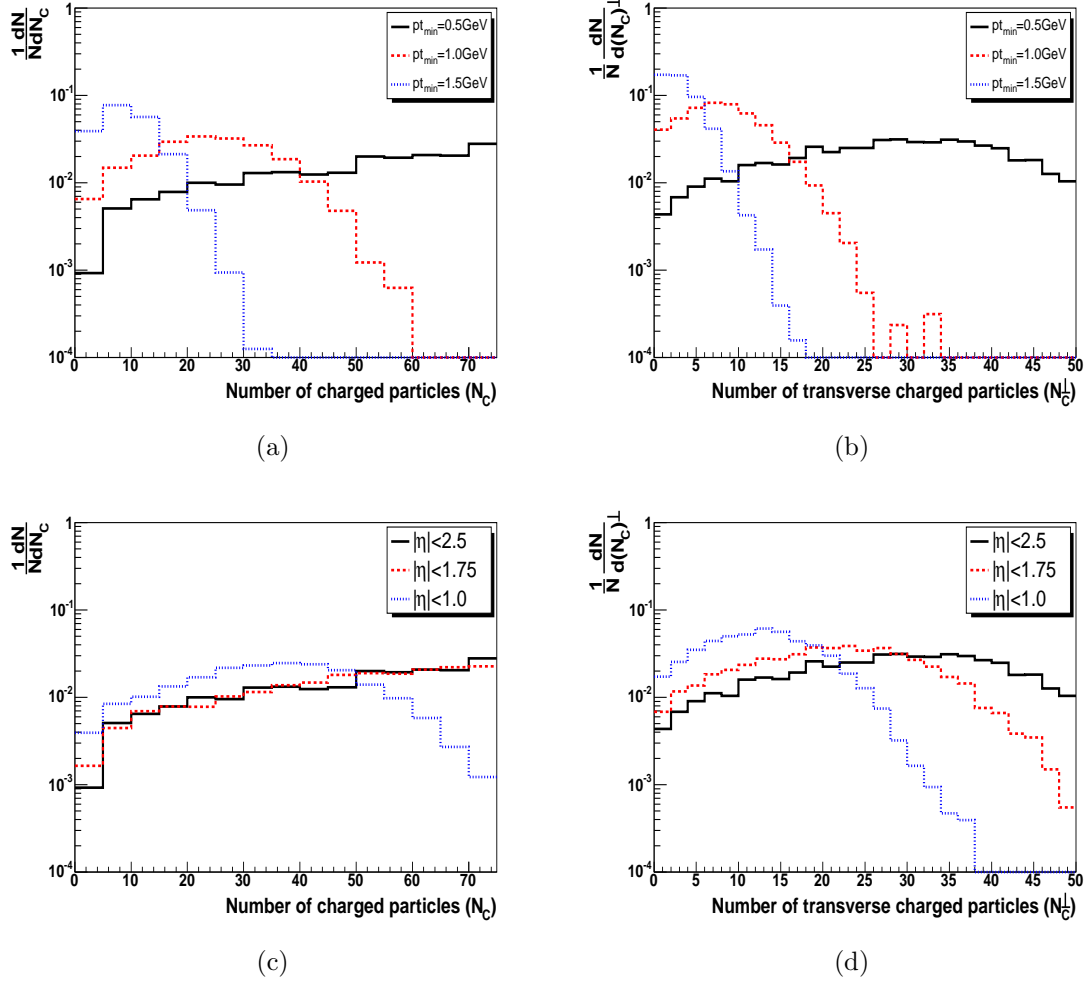 1/N dN/dN_C
1
10^-1
10^-2
10^-3
10^-4
pt_min=0.5GeV
pt_min=1.0GeV
pt_min=1.5GeV
0 10 20 30 40 50 60 70
Number of charged particles (N_C)
(a)
1/N dN/d(N_C)^⊥
1
10^-1
10^-2
10^-3
10^-4
pt_min=0.5GeV
pt_min=1.0GeV
pt_min=1.5GeV
0 5 10 15 20 25 30 35 40 45 50
Number of transverse charged particles (N_C^⊥)
(b)
1/N dN/dN_C
1
10^-1
10^-2
10^-3
10^-4
|η|<2.5
|η|<1.75
|η|<1.0
0 10 20 30 40 50 60 70
Number of charged particles (N_C)
(c)
1/N dN/d(N_C)^⊥
1
10^-1
10^-2
10^-3
10^-4
|η|<2.5
|η|<1.75
|η|<1.0
0 5 10 15 20 25 30 35 40 45 50
Number of transverse charged particles (N_C^⊥)
(d)